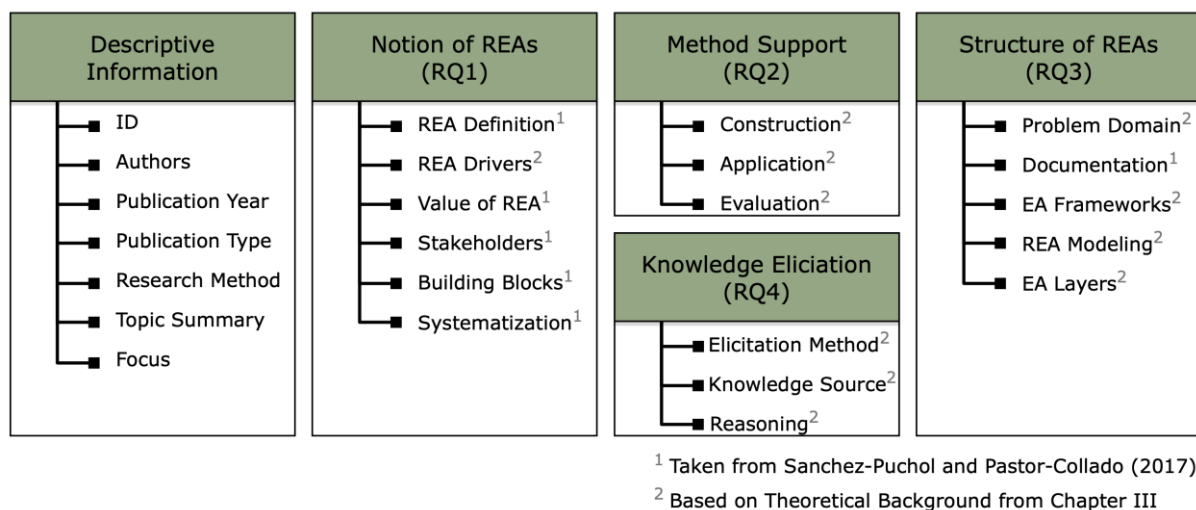 Descriptive
Information
ID
Authors
Publication Year
Publication Type
Research Method
Topic Summary
Focus
Notion of REAs
(RQ1)
REA Definition¹
REA Drivers²
Value of REA¹
Stakeholders¹
Building Blocks¹
Systematization¹
Method Support
(RQ2)
Construction²
Application²
Evaluation²
Knowledge Eliciation
(RQ4)
Elicitation Method²
Knowledge Source²
Reasoning²
Structure of REAs
(RQ3)
Problem Domain²
Documentation¹
EA Frameworks²
REA Modeling²
EA Layers²
¹ Taken from Sanchez-Puchol and Pastor-Collado (2017)
² Based on Theoretical Background from Chapter III